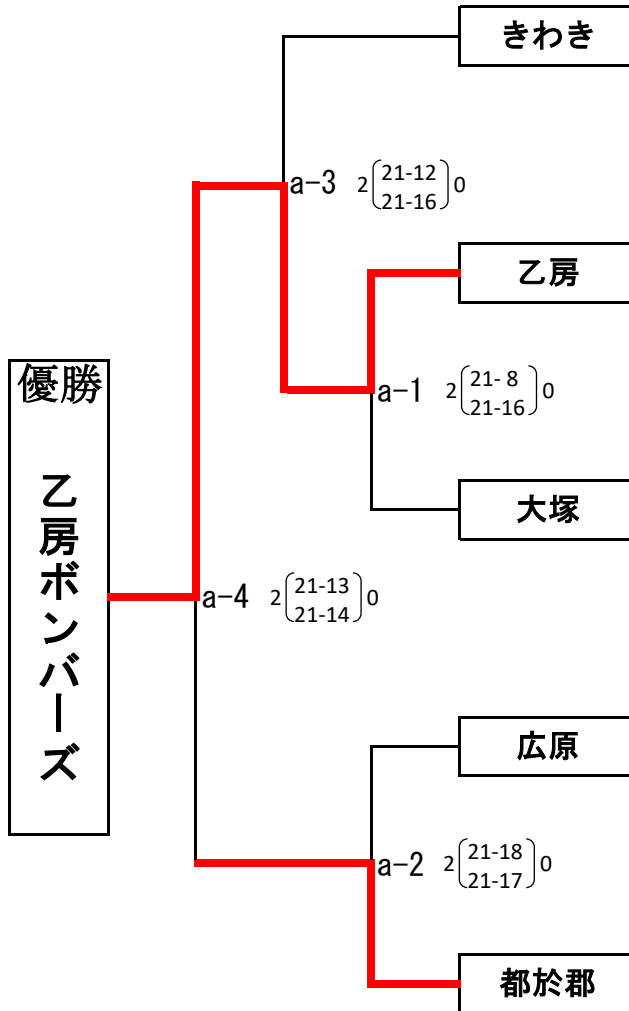 きわき
a-3 2 21-12 0
21-16
乙房
a-1 2 21- 8 0
21-16
大塚
優勝
乙房ボンバーズ
a-4 2 21-13 0
21-14
広原
a-2 2 21-18 0
21-17
都於郡